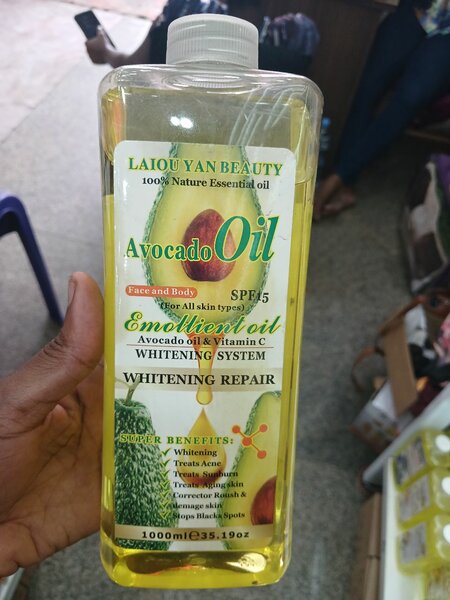 LAIOU YAN BEAUTY
100% Nature Essential oil
Avocado Oil
Face and Body
SPF15
(For All skin types)
Emollient oil
Avocado oil & Vitamin C
WHITENING SYSTEM
WHITENING REPAIR
SUPER BENEFITS:
Whitening
Treats Acne
Treats Sunburn
Treats Aging skin
Corrector Roush &
demage skin
Stops Blacka Spots
1000ml℮35.19oz